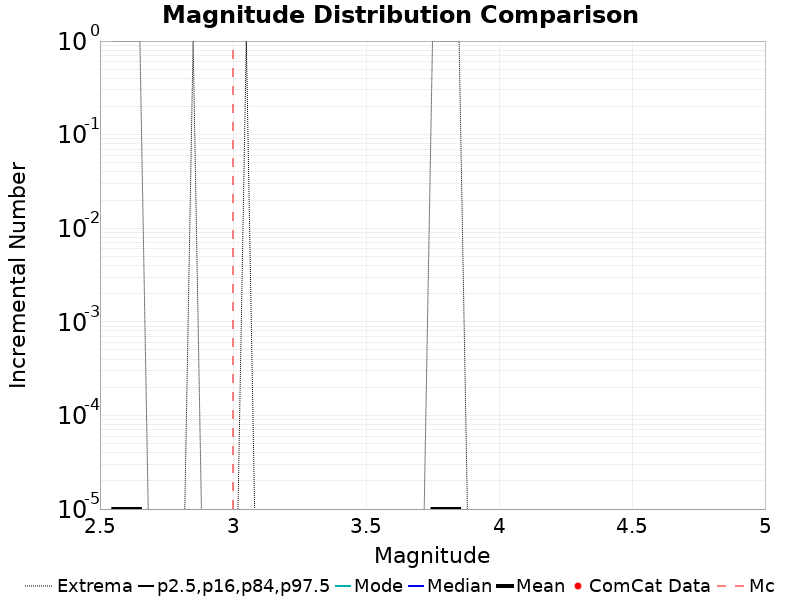 Magnitude Distribution Comparison
10^0
10^-1
10^-2
10^-3
10^-4
10^-5
Incremental Number
2.5 3 3.5 4 4.5 5
Magnitude
Extrema p2.5,p16,p84,p97.5 Mode Median Mean ComCat Data Mc